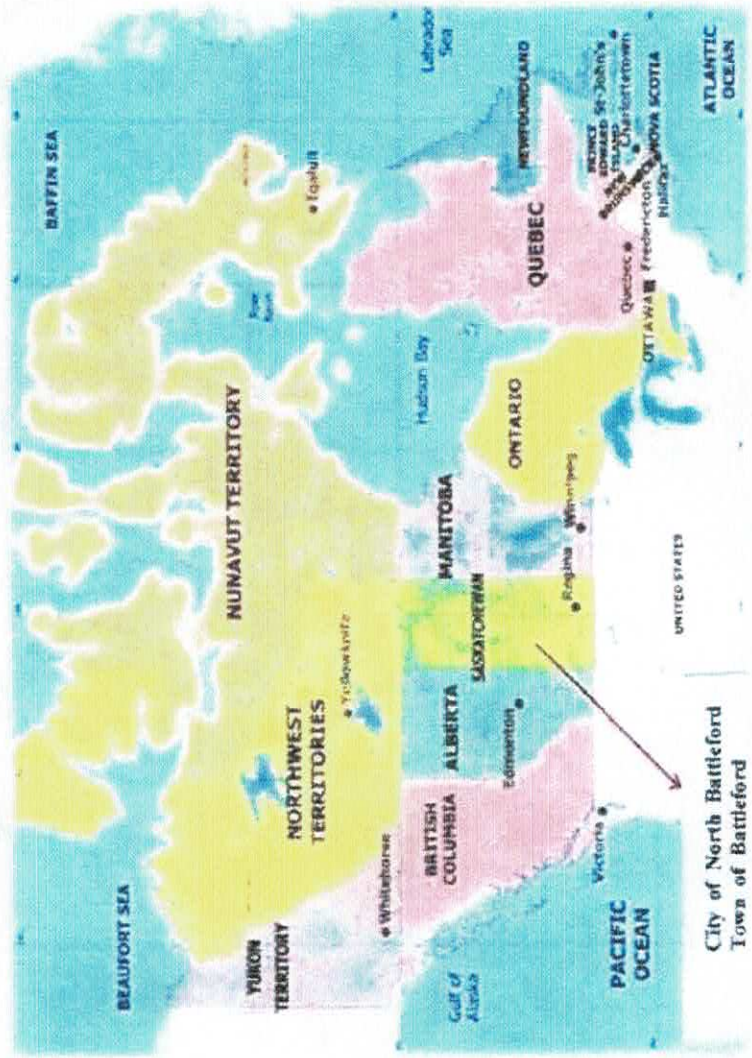 BEAUFORT SEA
BAFFIN SEA
Labrador
Sea
YUKON
TERRITORY
NORTHWEST
TERRITORIES
NUNAVUT TERRITORY
Iqaluit
Whitehorse
Yellowknife
Gulf of
Alaska
BRITISH
COLUMBIA
ALBERTA
SASKATCHEWAN
MANITOBA
Hudson Bay
ONTARIO
QUEBEC
NEWFOUNDLAND
PRINCE
EDWARD
ISLAND
St-John's
Charlottetown
NEW
BRUNSWICK
NOVA SCOTIA
Edmonton
Victoria
Regina
Winnipeg
Quebec
OTTAWA
Fredericton
PACIFIC
OCEAN
UNITED STATES
ATLANTIC
OCEAN
City of North Battleford
Town of Battleford